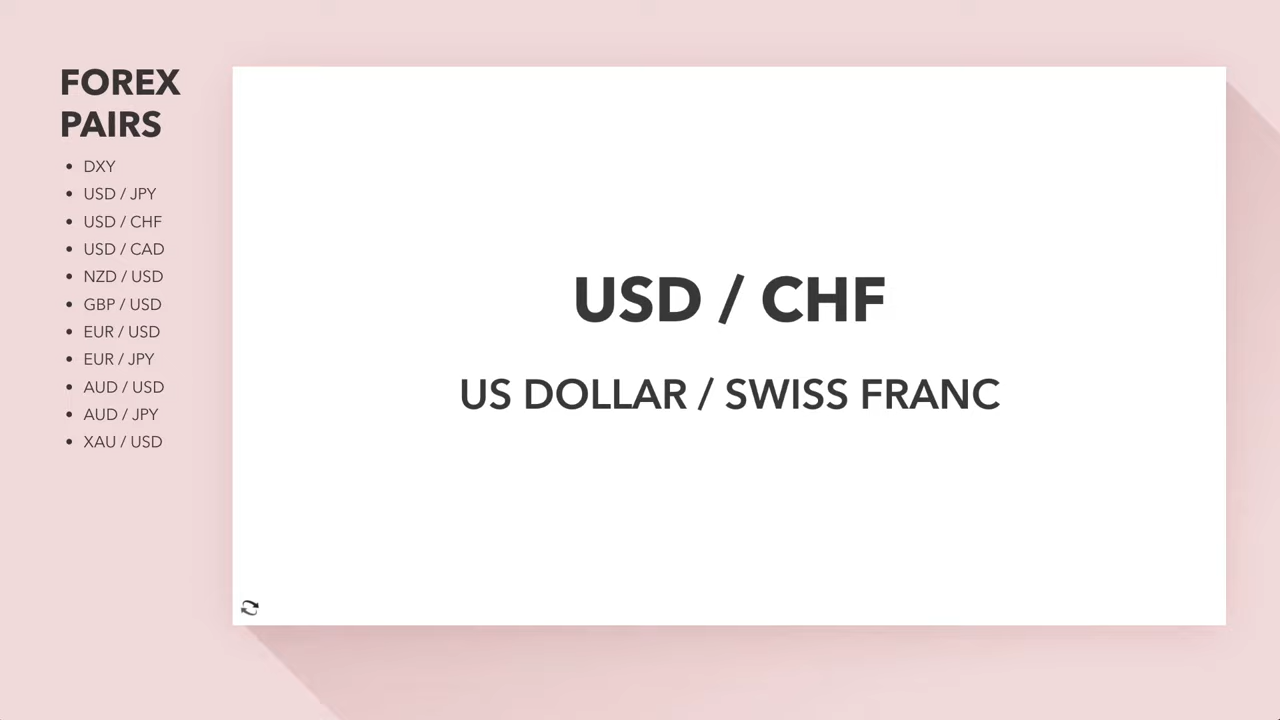 FOREX
PAIRS
• DXY
• USD / JPY
• USD / CHF
• USD / CAD
• NZD / USD
• GBP / USD
• EUR / USD
• EUR / JPY
• AUD / USD
• AUD / JPY
• XAU / USD
USD / CHF
US DOLLAR / SWISS FRANC